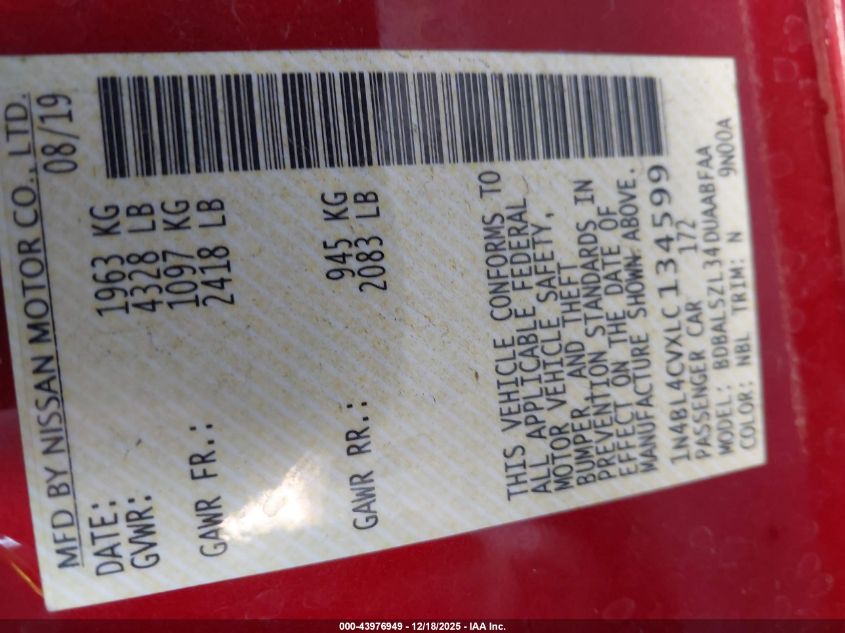 MFD BY NISSAN MOTOR CO., LTD.
DATE: 08/19
GVWR: 1963 KG
4328 LB
GAWR FR.: 1097 KG
2418 LB
GAWR RR.: 945 KG
2083 LB
THIS VEHICLE CONFORMS TO
ALL APPLICABLE FEDERAL
MOTOR VEHICLE SAFETY,
BUMPER, AND THEFT
PREVENTION STANDARDS IN
EFFECT ON THE DATE OF
MANUFACTURE SHOWN ABOVE.
1N4BL4CVXLC134599
PASSENGER CAR 172
MODEL: BDBALSZL34DUAABFAA
COLOR: NBL TRIM: N 9N00A
000-43976949 - 12/18/2025 - IAA Inc.